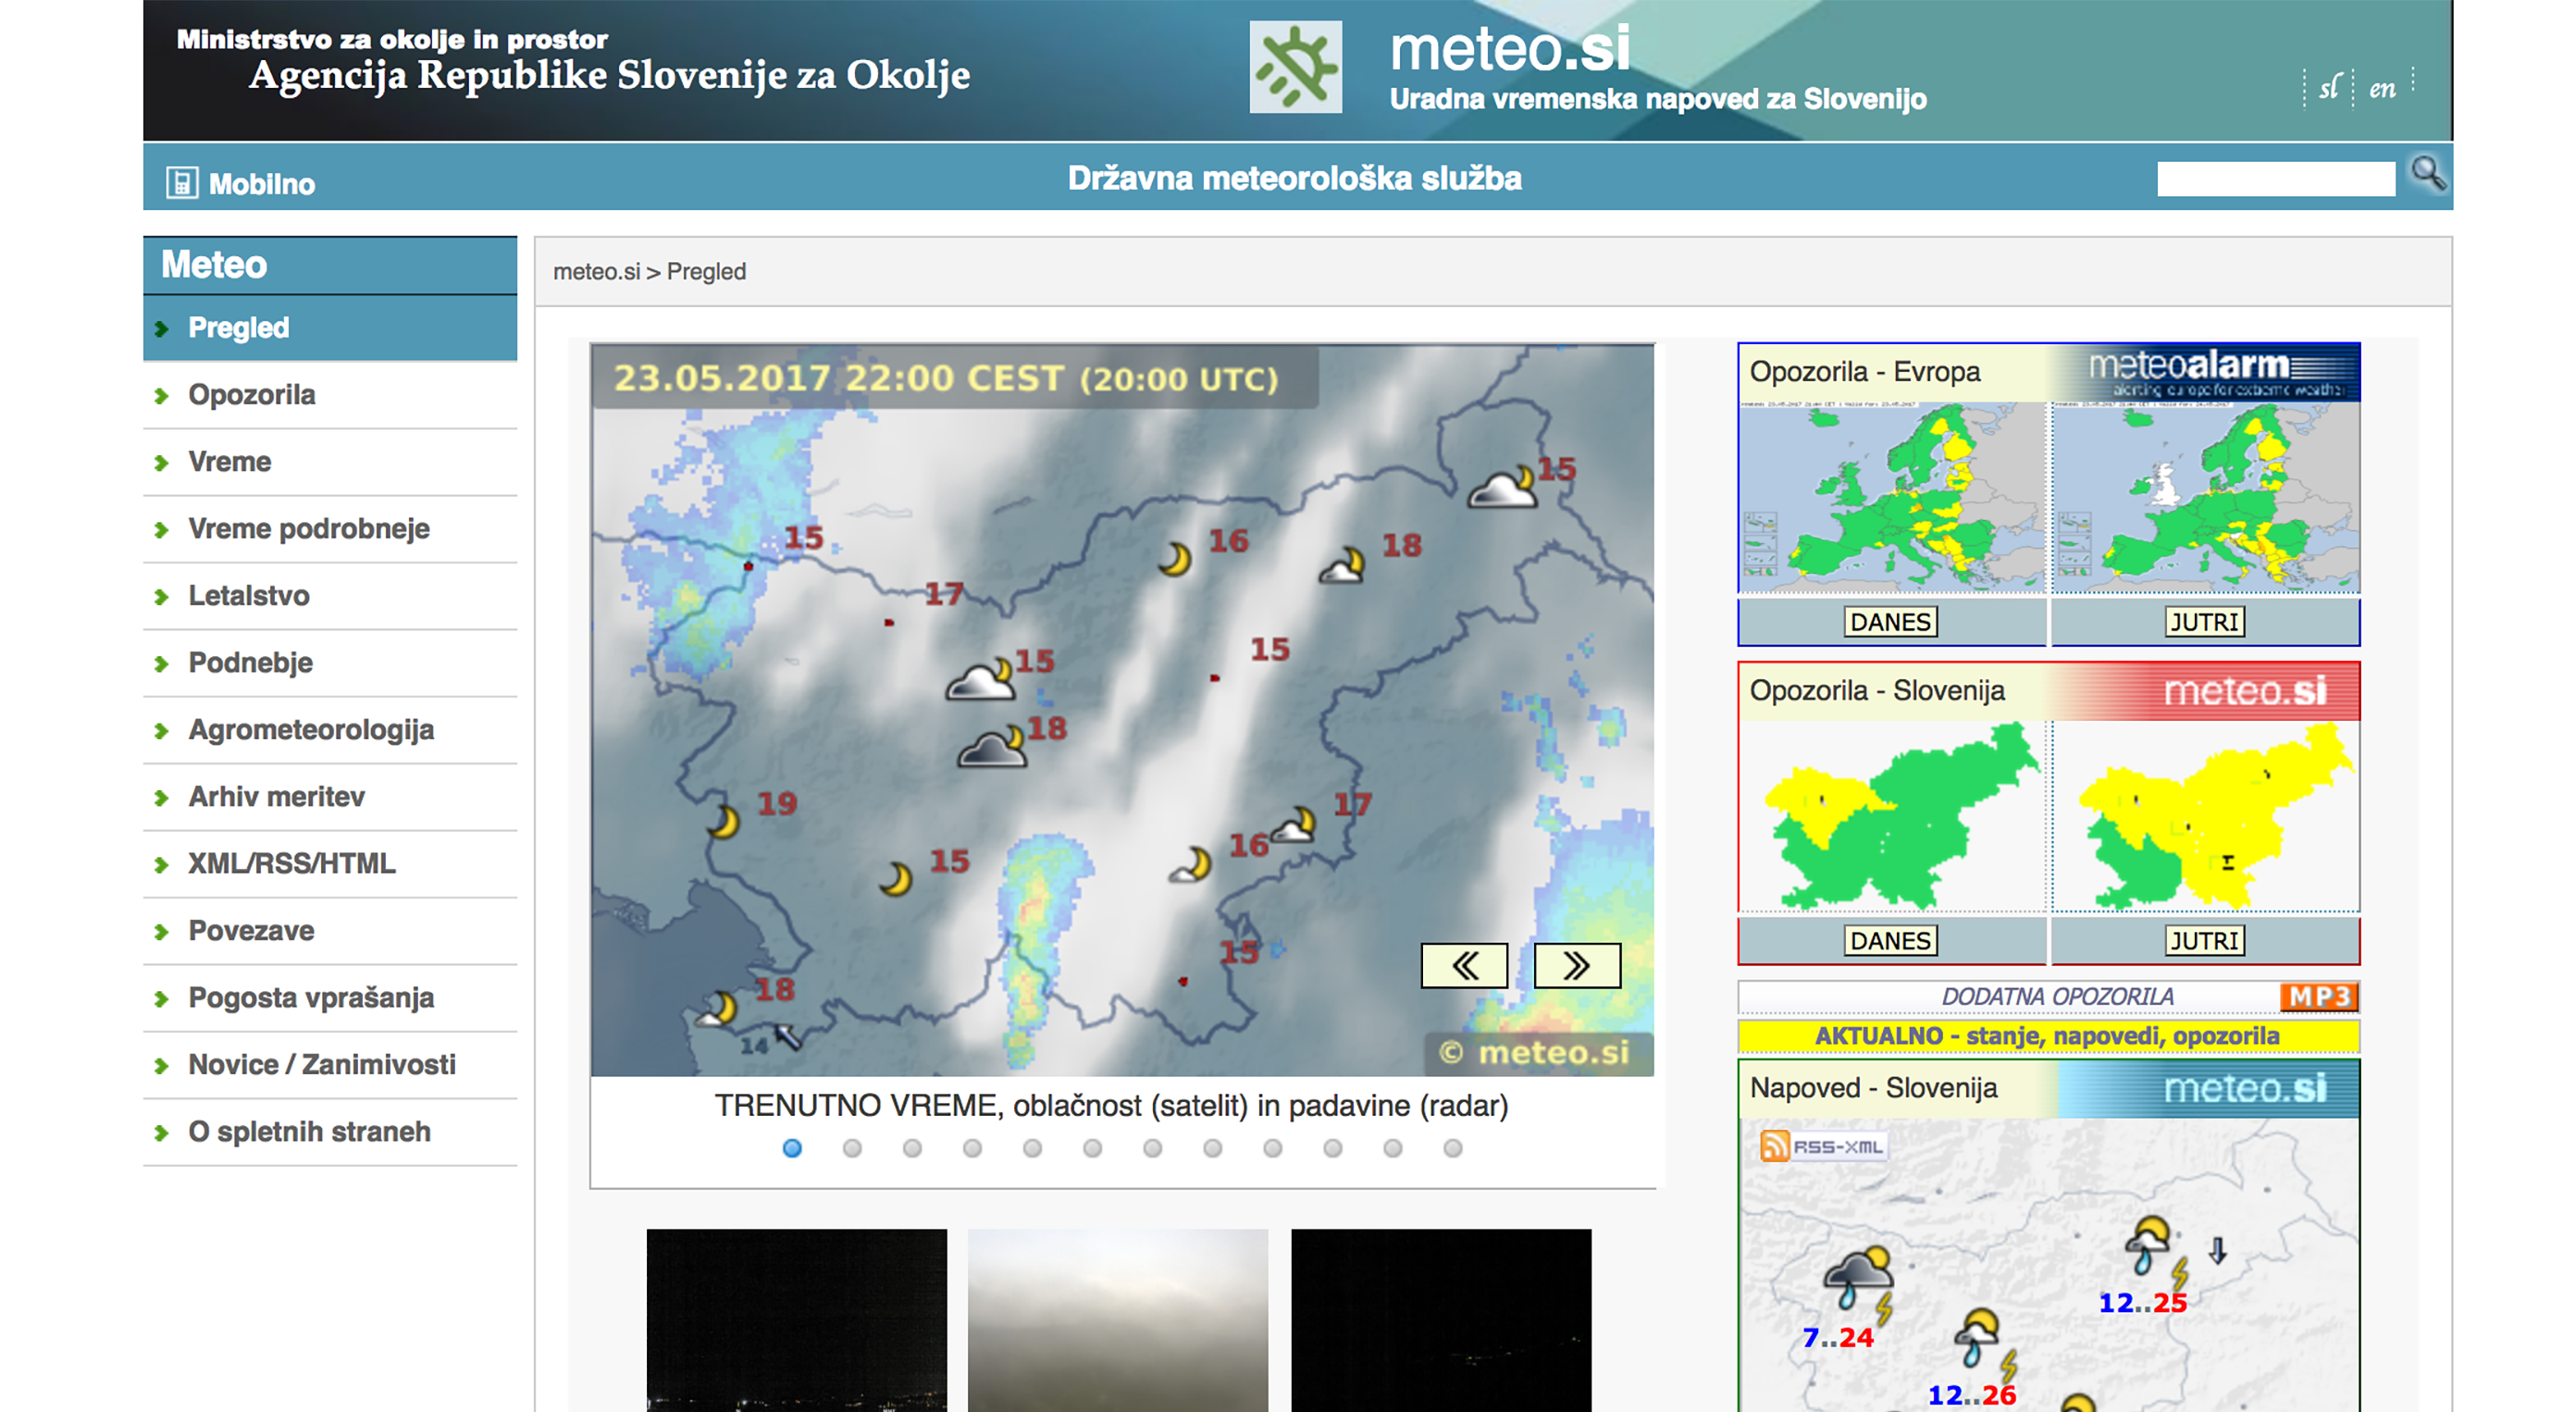 Ministrstvo za okolje in prostor
Agencija Republike Slovenije za Okolje
meteo.si
Uradna vremenska napoved za Slovenijo
sl en
Mobilno
Državna meteorološka služba
Meteo
Pregled
Opozorila
Vreme
Vreme podrobneje
Letalstvo
Podnebje
Agrometeorologija
Arhiv meritev
XML/RSS/HTML
Povezave
Pogosta vprašanja
Novice / Zanimivosti
O spletnih straneh
meteo.si > Pregled
23.05.2017 22:00 CEST (20:00 UTC)
15
15
16
18
17
15
15
18
19
17
16
15
15
18
14
« »
© meteo.si
TRENUTNO VREME, oblačnost (satelit) in padavine (radar)
Opozorila - Evropa
meteoalarm
alerting europe for extreme weather
DANES JUTRI
Opozorila - Slovenija
meteo.si
DANES JUTRI
DODATNA OPOZORILA MP3
AKTUALNO - stanje, napovedi, opozorila
Napoved - Slovenija
meteo.si
RSS-XML
12..25
7..24
12..26